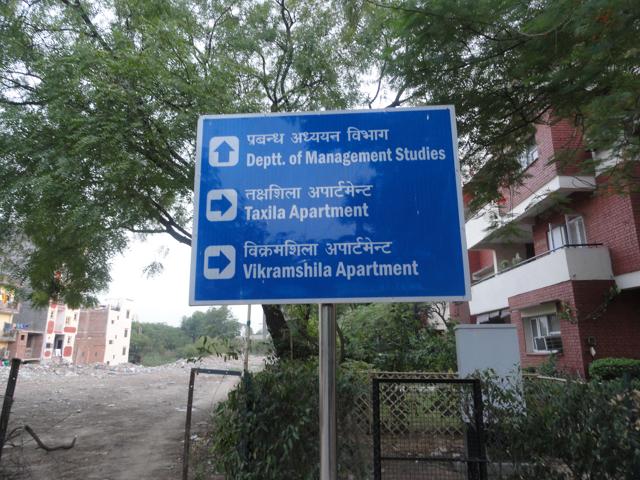 प्रबन्ध अध्ययन विभाग
Deptt. of Management Studies
तक्षशिला अपार्टमेन्ट
Taxila Apartment
विक्रमशिला अपार्टमेन्ट
Vikramshila Apartment